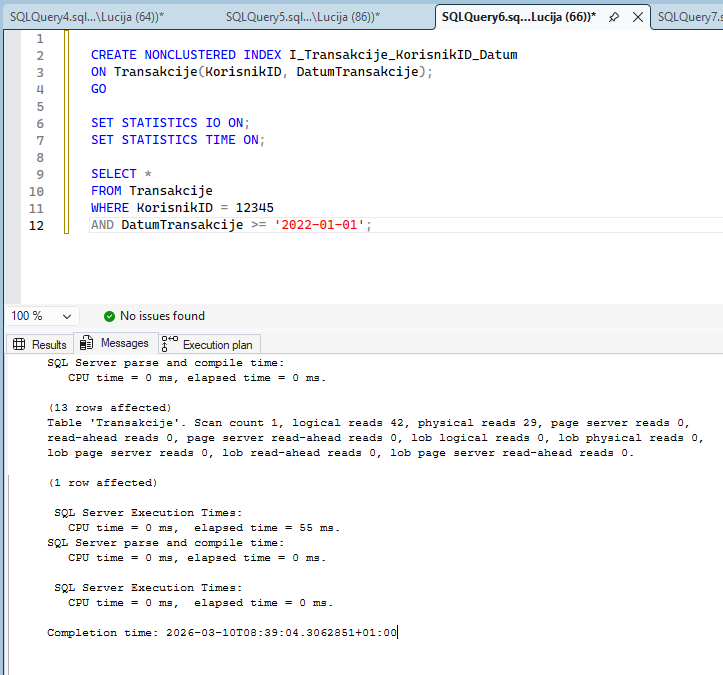 SQLQuery4.sql...\Lucija (64))*
SQLQuery5.sql...\Lucija (86))*
SQLQuery6.sq...Lucija (66))*
SQLQuery7.s
1
2 CREATE NONCLUSTERED INDEX I_Transakcije_KorisnikID_Datum
3 ON Transakcije(KorisnikID, DatumTransakcije);
4 GO
5
6 SET STATISTICS IO ON;
7 SET STATISTICS TIME ON;
8
9 SELECT *
10 FROM Transakcije
11 WHERE KorisnikID = 12345
12 AND DatumTransakcije >= '2022-01-01';
100 %
No issues found
Results
Messages
Execution plan
SQL Server parse and compile time:
CPU time = 0 ms, elapsed time = 0 ms.
(13 rows affected)
Table 'Transakcije'. Scan count 1, logical reads 42, physical reads 29, page server reads 0,
read-ahead reads 0, page server read-ahead reads 0, lob logical reads 0, lob physical reads 0,
lob page server reads 0, lob read-ahead reads 0, lob page server read-ahead reads 0.
(1 row affected)
SQL Server Execution Times:
CPU time = 0 ms,  elapsed time = 55 ms.
SQL Server parse and compile time:
CPU time = 0 ms, elapsed time = 0 ms.
SQL Server Execution Times:
CPU time = 0 ms,  elapsed time = 0 ms.
Completion time: 2026-03-10T08:39:04.3062851+01:00